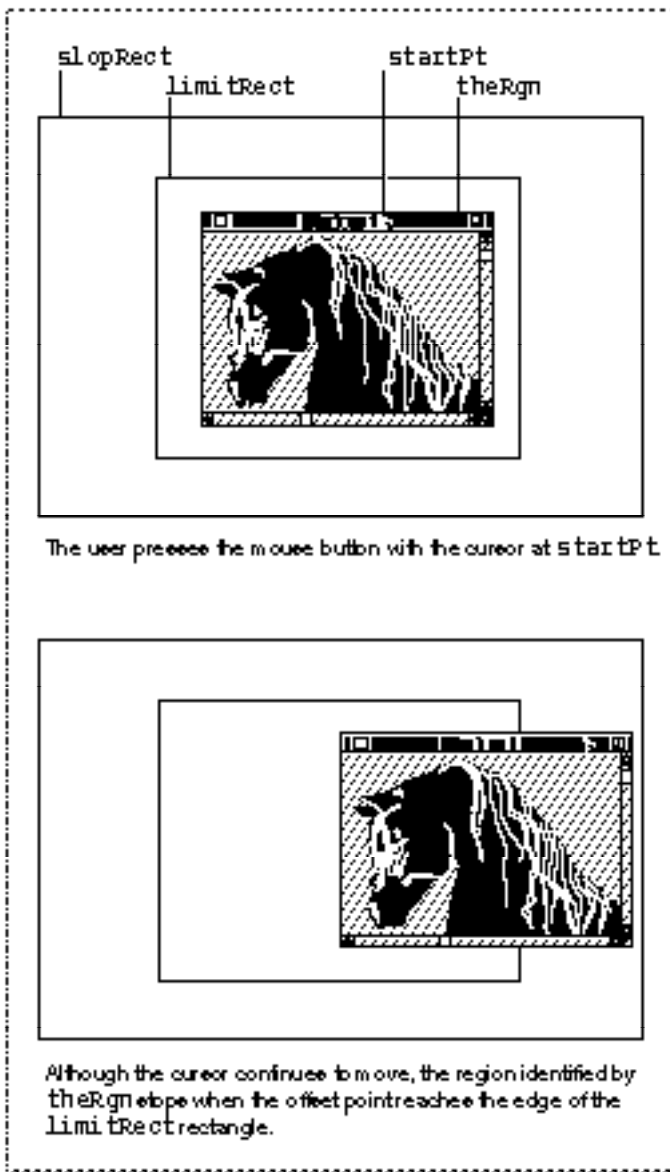 slopRect startPt
limitRect theRgn
The user presses the mouse button with the cursor at startPt
Although the cursor continues to move, the region identified by
theRgn stops when the offset point reaches the edge of the
limitRect rectangle.